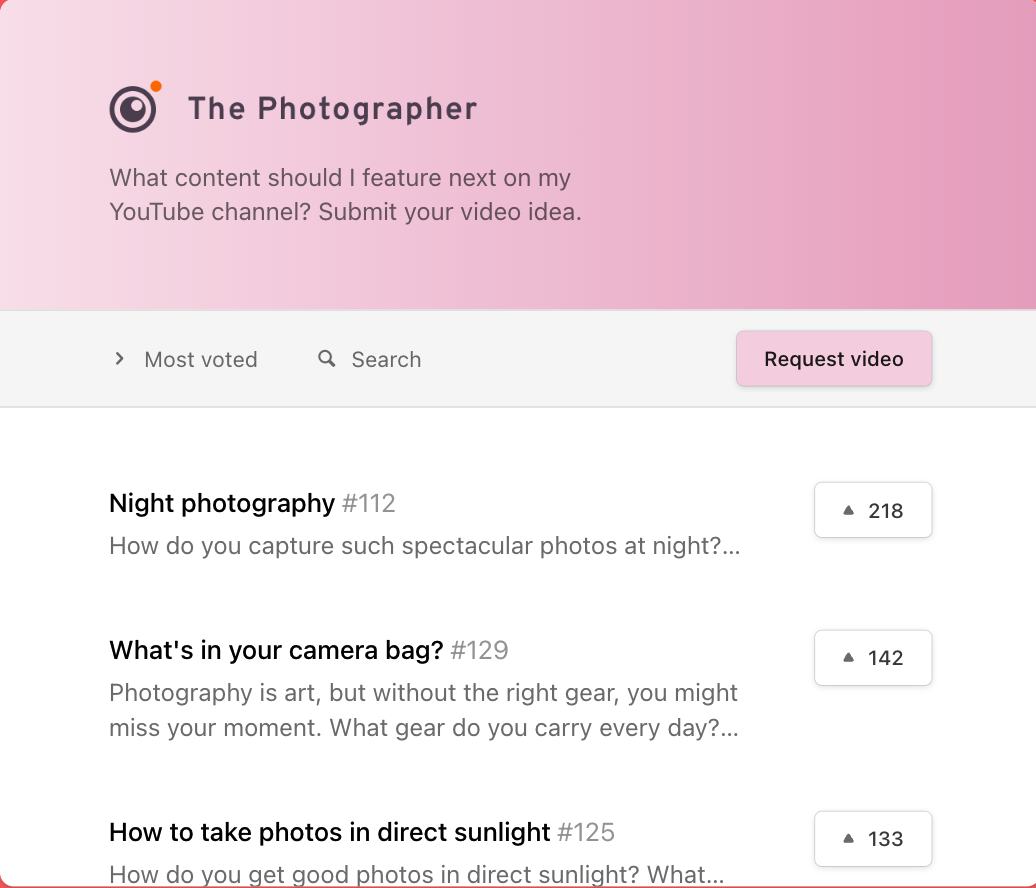 The Photographer
What content should I feature next on my
YouTube channel? Submit your video idea.
Most voted
Search
Request video
Night photography #112
218
How do you capture such spectacular photos at night?...
What's in your camera bag? #129
142
Photography is art, but without the right gear, you might
miss your moment. What gear do you carry every day?...
How to take photos in direct sunlight #125
133
How do you get good photos in direct sunlight? What...